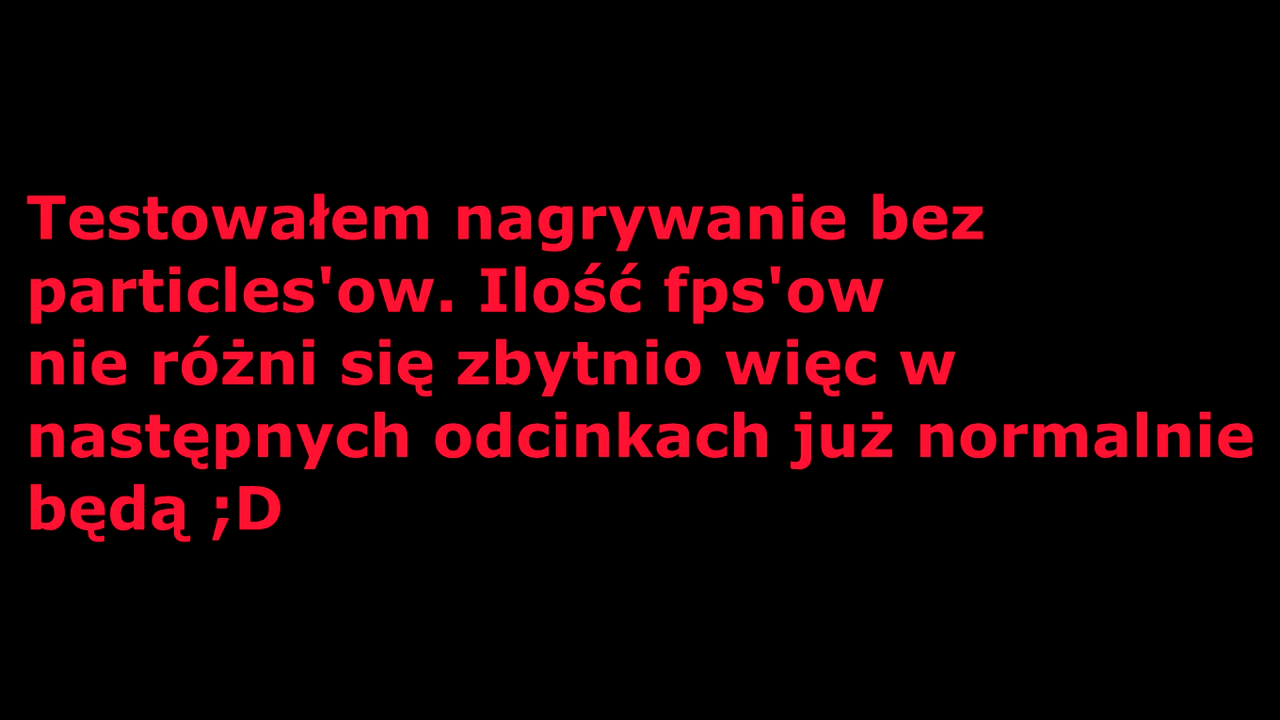 Testowałem nagrywanie bez
particles'ow. Ilość fps'ow
nie różni się zbytnio więc w
następnych odcinkach już normalnie
będą ;D